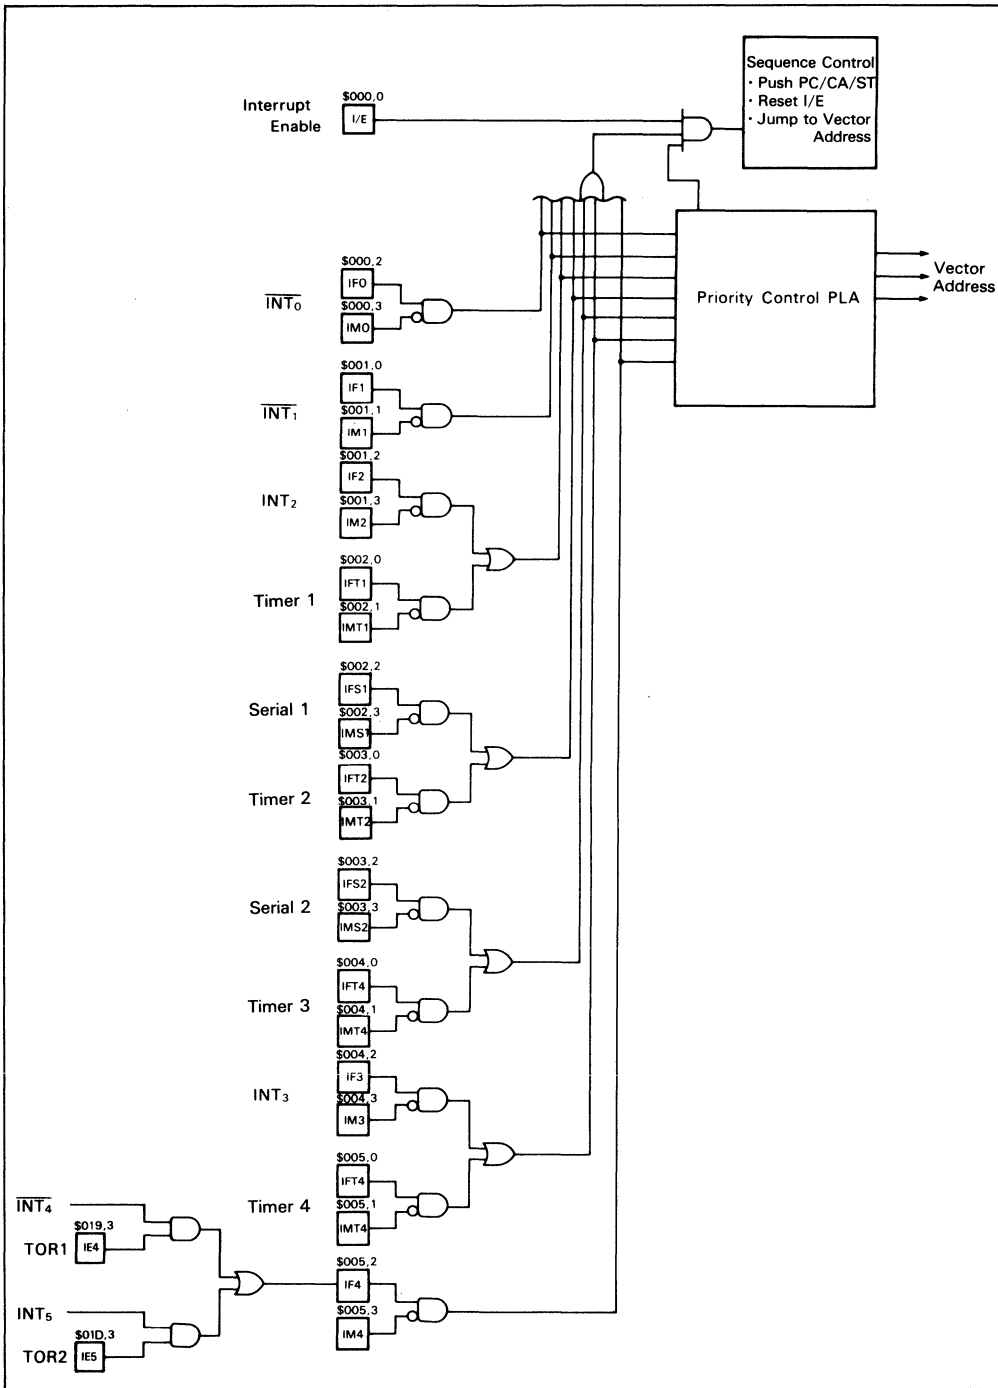 Sequence Control
· Push PC/CA/ST
· Reset I/E
· Jump to Vector
Address
Interrupt
Enable
$000,0
I/E
Priority Control PLA
Vector
Address
INT0
$000,2
IF0
$000,3
IM0
INT1
$001,0
IF1
$001,1
IM1
INT2
$001,2
IF2
$001,3
IM2
Timer 1
$002,0
IFT1
$002,1
IMT1
Serial 1
$002,2
IFS1
$002,3
IMS1
Timer 2
$003,0
IFT2
$003,1
IMT2
Serial 2
$003,2
IFS2
$003,3
IMS2
Timer 3
$004,0
IFT4
$004,1
IMT4
INT3
$004,2
IF3
$004,3
IM3
Timer 4
$005,0
IFT4
$005,1
IMT4
INT4
$019,3
TOR1
IE4
$005,2
IF4
$005,3
IM4
INT5
$01D,3
TOR2
IE5